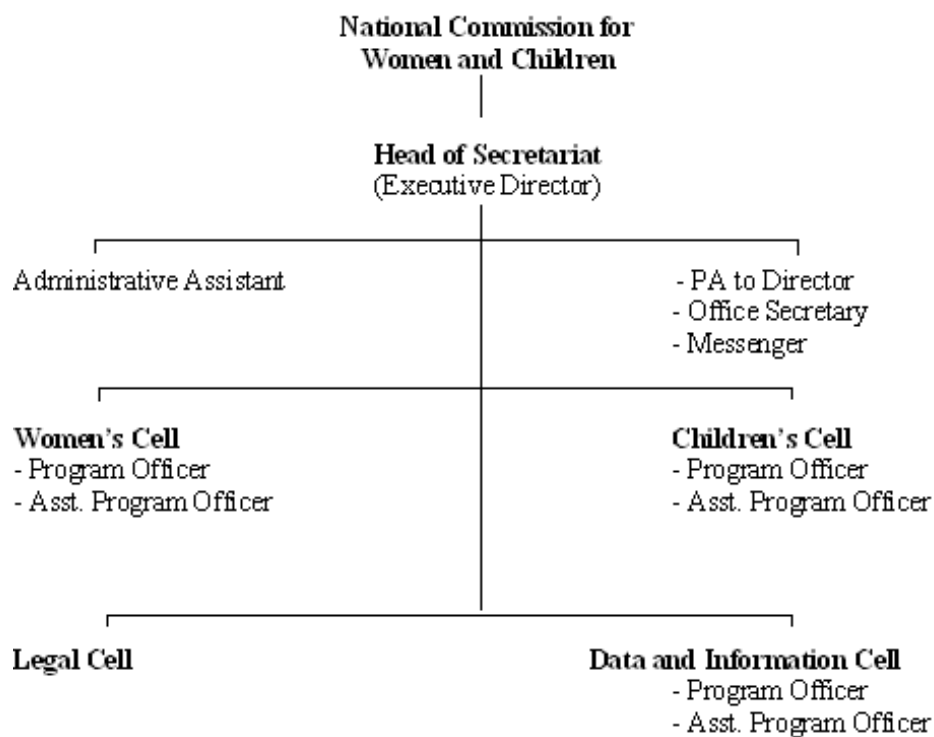 National Commission for
Women and Children
Head of Secretariat
(Executive Director)
Administrative Assistant
- PA to Director
- Office Secretary
- Messenger
Women's Cell
- Program Officer
- Asst. Program Officer
Children's Cell
- Program Officer
- Asst. Program Officer
Legal Cell
Data and Information Cell
- Program Officer
- Asst. Program Officer